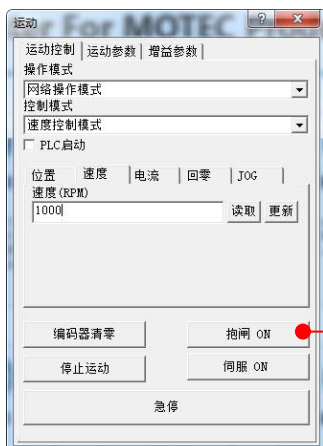 er For MOTEC
运动
运动控制 运动参数 增益参数
操作模式
网络操作模式
控制模式
速度控制模式
PLC启动
位置 速度 电流 回零 JOG
速度(RPM)
1000 读取 更新
编码器清零 抱闸 ON
停止运动 伺服 ON
急停